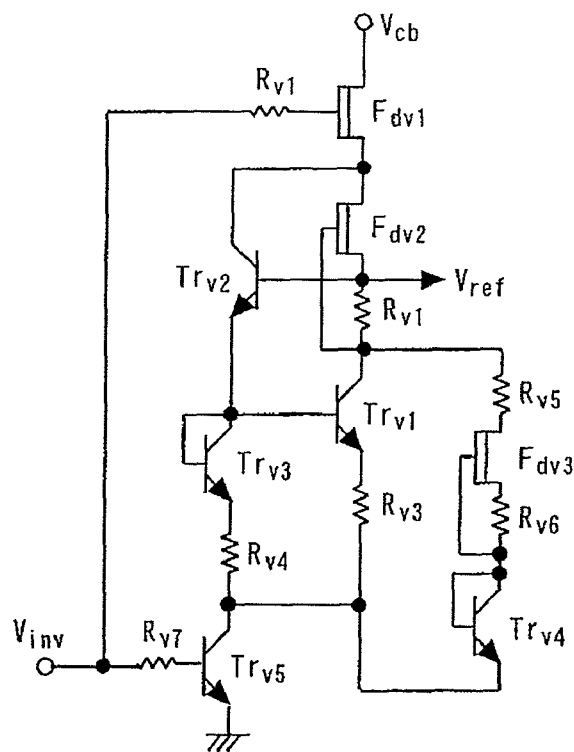 Vcb
Rv1
Fdv1
Fdv2
Trv2
Vref
Rv1
Rv5
Trv1
Trv3
Fdv3
Rv3
Rv6
Rv4
Vinv
Rv7
Trv4
Trv5